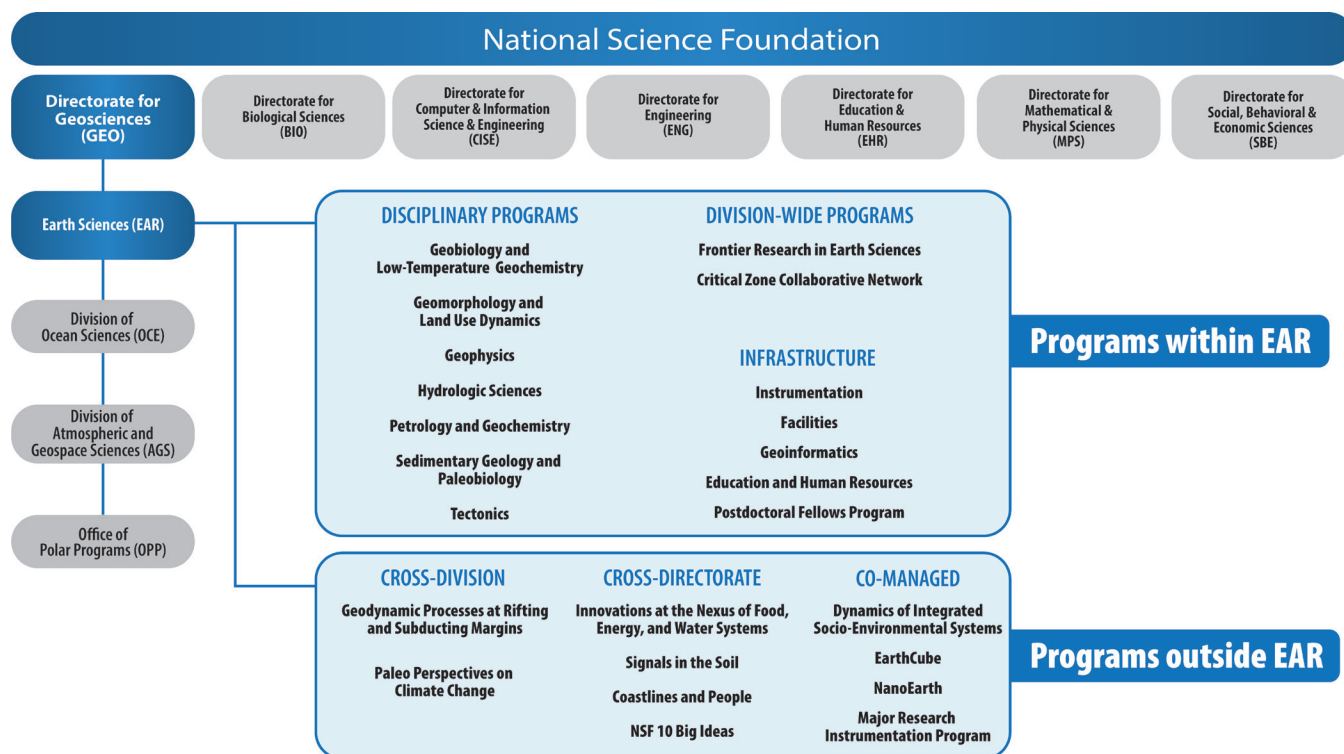 National Science Foundation
Directorate for
Geosciences
(GEO)
Directorate for
Biological Sciences
(BIO)
Directorate for
Computer & Information
Science & Engineering
(CISE)
Directorate for
Engineering
(ENG)
Directorate for
Education &
Human Resources
(EHR)
Directorate for
Mathematical &
Physical Sciences
(MPS)
Directorate for
Social, Behavioral &
Economic Sciences
(SBE)
Earth Sciences (EAR)
Division of
Ocean Sciences (OCE)
Division of
Atmospheric and
Geospace Sciences (AGS)
Office of
Polar Programs (OPP)
DISCIPLINARY PROGRAMS
Geobiology and
Low-Temperature Geochemistry
Geomorphology and
Land Use Dynamics
Geophysics
Hydrologic Sciences
Petrology and Geochemistry
Sedimentary Geology and
Paleobiology
Tectonics
DIVISION-WIDE PROGRAMS
Frontier Research in Earth Sciences
Critical Zone Collaborative Network
INFRASTRUCTURE
Instrumentation
Facilities
Geoinformatics
Education and Human Resources
Postdoctoral Fellows Program
Programs within EAR
CROSS-DIVISION
Geodynamic Processes at Rifting
and Subducting Margins
Paleo Perspectives on
Climate Change
CROSS-DIRECTORATE
Innovations at the Nexus of Food,
Energy, and Water Systems
Signals in the Soil
Coastlines and People
NSF 10 Big Ideas
CO-MANAGED
Dynamics of Integrated
Socio-Environmental Systems
EarthCube
NanoEarth
Major Research
Instrumentation Program
Programs outside EAR